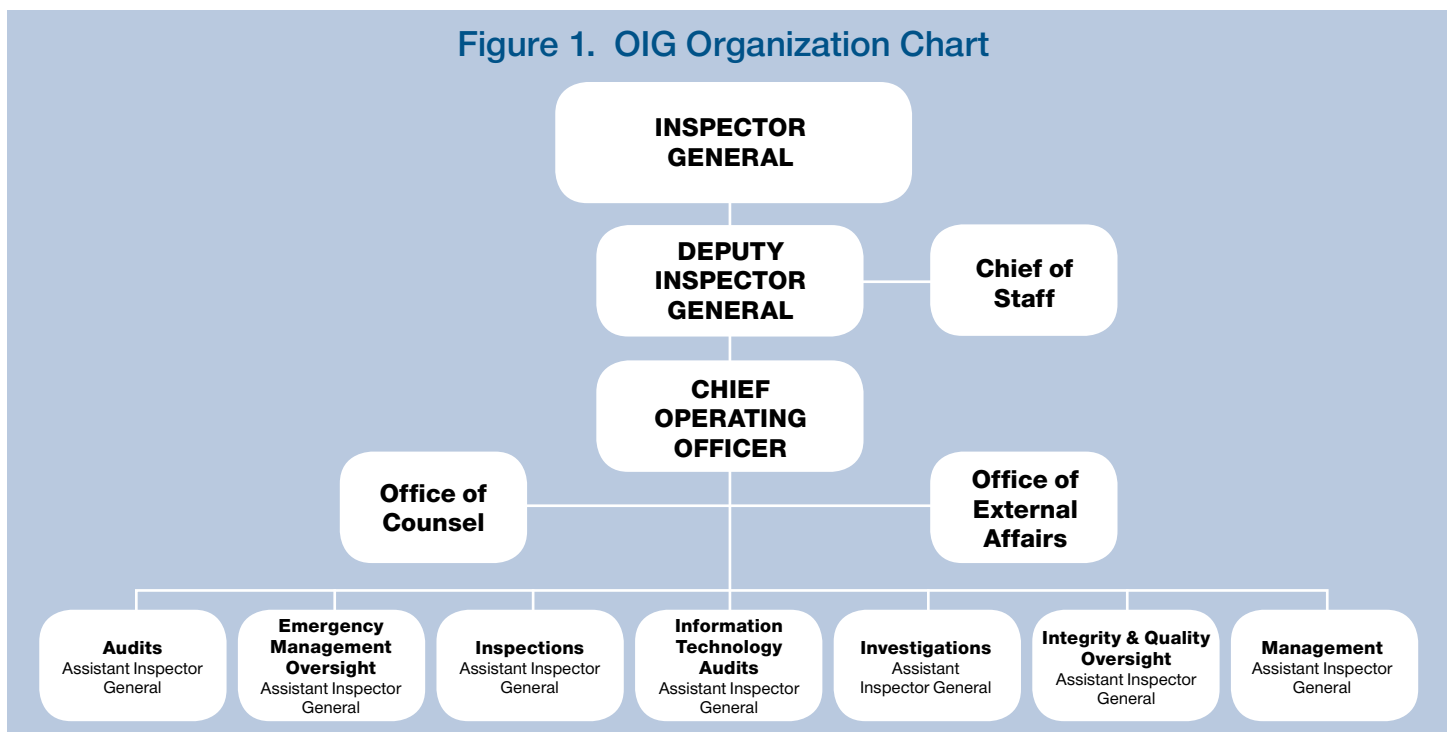 Figure 1. OIG Organization Chart
INSPECTOR
GENERAL
DEPUTY
INSPECTOR
GENERAL
Chief of
Staff
CHIEF
OPERATING
OFFICER
Office of
Counsel
Office of
External
Affairs
Audits
Assistant Inspector
General
Emergency
Management
Oversight
Assistant Inspector
General
Inspections
Assistant Inspector
General
Information
Technology
Audits
Assistant Inspector
General
Investigations
Assistant
Inspector General
Integrity & Quality
Oversight
Assistant Inspector
General
Management
Assistant Inspector
General